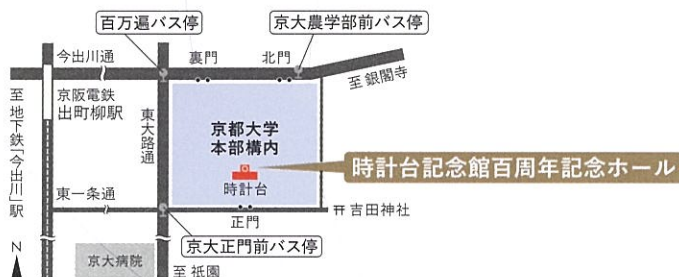 百万遍バス停
京大農学部前バス停
今出川通
裏門
北門
至 銀閣寺
至 地下鉄「今出川」駅
京阪電鉄
出町柳駅
東大路通
京都大学
本部構内
時計台
時計台記念館百周年記念ホール
東一条通
正門
吉田神社
京大正門前バス停
N
京大病院
至 祇園